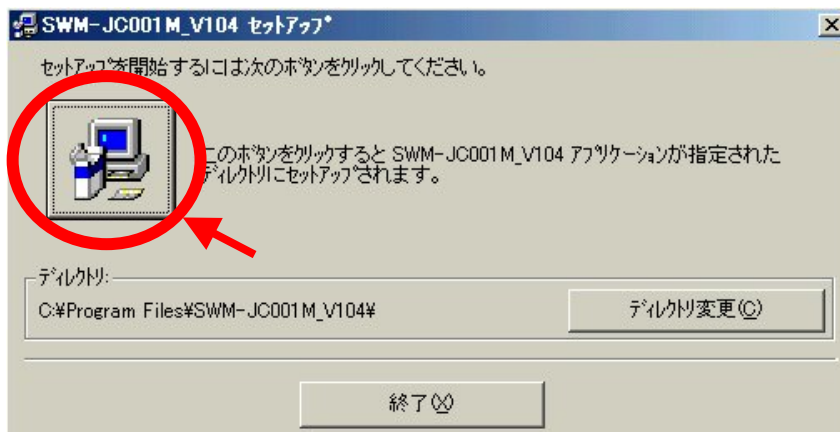 SWM-JC001M_V104 ｾｯﾄｱｯﾌﾟ
ｾｯﾄｱｯﾌﾟを開始するには次のﾎﾞﾀﾝをｸﾘｯｸしてください。
このﾎﾞﾀﾝをｸﾘｯｸすると SWM-JC001M_V104 ｱﾌﾟﾘｹｰｼｮﾝが指定された
ﾃﾞｨﾚｸﾄﾘにｾｯﾄｱｯﾌﾟされます。
ﾃﾞｨﾚｸﾄﾘ:
C:¥Program Files¥SWM-JC001M_V104¥
ﾃﾞｨﾚｸﾄﾘ変更(C)
終了(X)